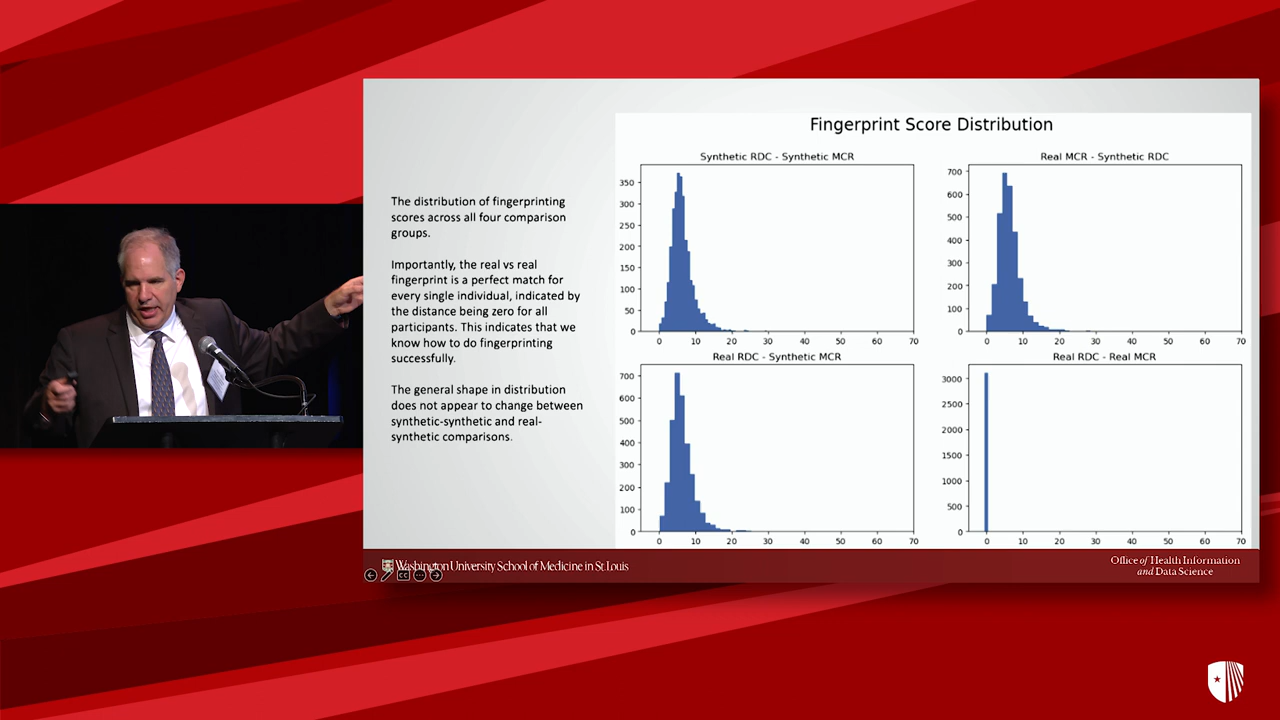 The distribution of fingerprinting
scores across all four comparison
groups.
Importantly, the real vs real
fingerprint is a perfect match for
every single individual, indicated by
the distance being zero for all
participants. This indicates that we
know how to do fingerprinting
successfully.
The general shape in distribution
does not appear to change between
synthetic-synthetic and real-
synthetic comparisons.
Fingerprint Score Distribution
Synthetic RDC - Synthetic MCR
350
300
250
200
150
100
50
0
0 10 20 30 40 50 60 70
Real MCR - Synthetic RDC
700
600
500
400
300
200
100
0
0 10 20 30 40 50 60 70
Real RDC - Synthetic MCR
700
600
500
400
300
200
100
0
0 10 20 30 40 50 60 70
Real RDC - Real MCR
3000
2500
2000
1500
1000
500
0
0 10 20 30 40 50 60 70
Washington University School of Medicine in St. Louis
Office of Health Information
and Data Science